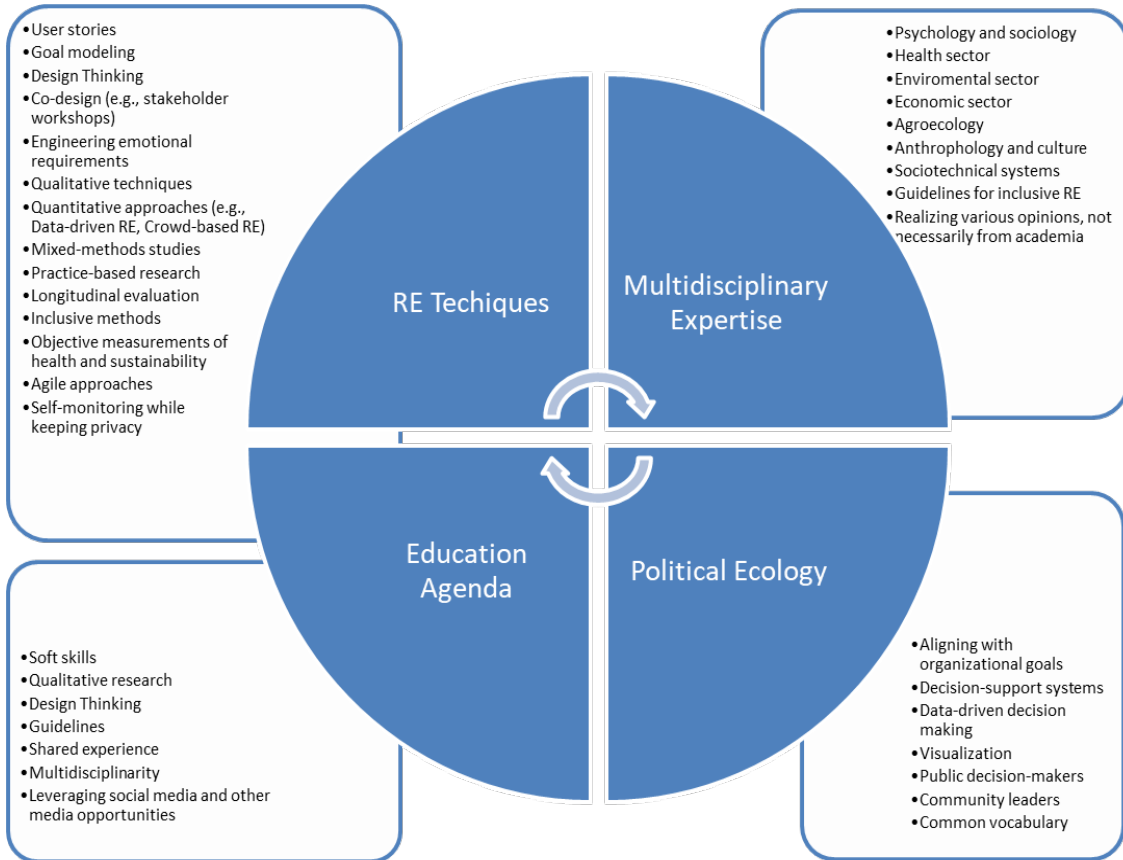 •User stories
•Goal modeling
•Design Thinking
•Co-design (e.g., stakeholder
workshops)
•Engineering emotional
requirements
•Qualitative techniques
•Quantitative approaches (e.g.,
Data-driven RE, Crowd-based RE)
•Mixed-methods studies
•Practice-based research
•Longitudinal evaluation
•Inclusive methods
•Objective measurements of
health and sustainability
•Agile approaches
•Self-monitoring while
keeping privacy
•Psychology and sociology
•Health sector
•Enviromental sector
•Economic sector
•Agroecology
•Anthrophology and culture
•Sociotechnical systems
•Guidelines for inclusive RE
•Realizing various opinions, not
necessarily from academia
RE Techiques
Multidisciplinary
Expertise
Education
Agenda
Political Ecology
•Soft skills
•Qualitative research
•Design Thinking
•Guidelines
•Shared experience
•Multidisciplinarity
•Leveraging social media and other
media opportunities
•Aligning with
organizational goals
•Decision-support systems
•Data-driven decision
making
•Visualization
•Public decision-makers
•Community leaders
•Common vocabulary